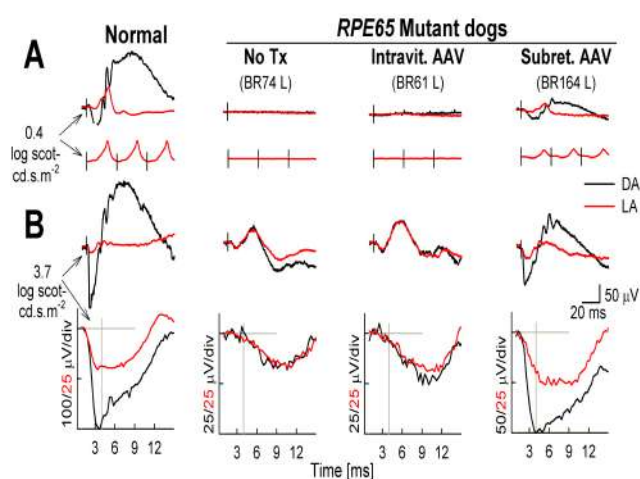 RPE65 Mutant dogs
Normal
No Tx
Intravit. AAV
Subret. AAV
(BR74 L)
(BR61 L)
(BR164 L)
A
0.4
log scot-
cd.s.m-2
B
DA
LA
3.7
log scot-
cd.s.m-2
50 µV
20 ms
100/25 µV/div
25/25 µV/div
25/25 µV/div
50/25 µV/div
3 6 9 12
3 6 9 12
3 6 9 12
3 6 9 12
Time [ms]